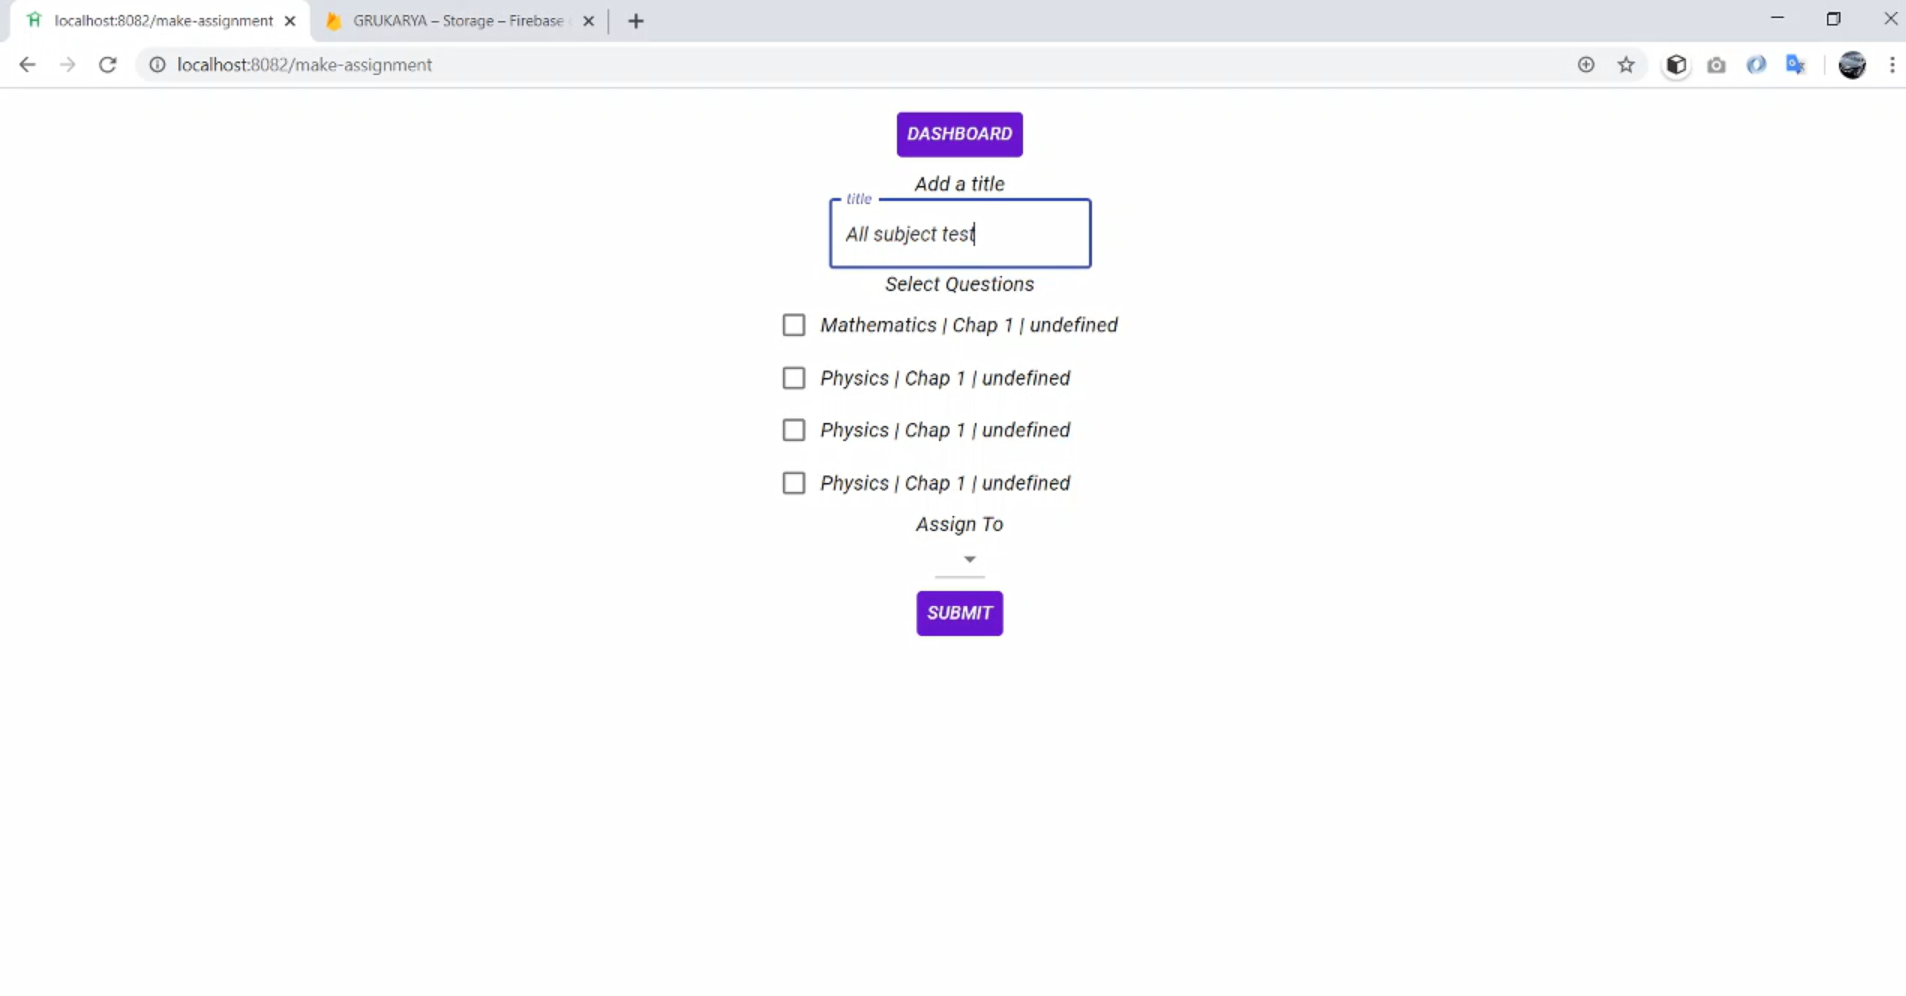 localhost:8082/make-assignment
GRUKARYA – Storage – Firebase
localhost:8082/make-assignment
DASHBOARD
Add a title
title
All subject test
Select Questions
Mathematics | Chap 1 | undefined
Physics | Chap 1 | undefined
Physics | Chap 1 | undefined
Physics | Chap 1 | undefined
Assign To
SUBMIT